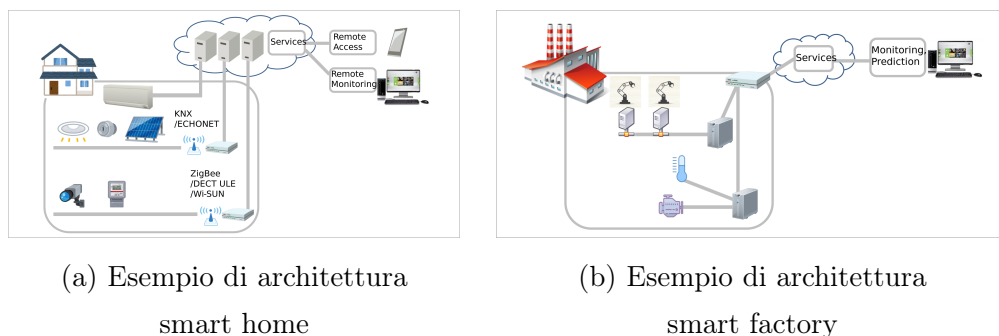 Services
Remote
Access
Remote
Monitoring
KNX
/ECHONET
ZigBee
/DECT ULE
/Wi-SUN
(a) Esempio di architettura
smart home
Services
Monitoring,
Prediction
(b) Esempio di architettura
smart factory